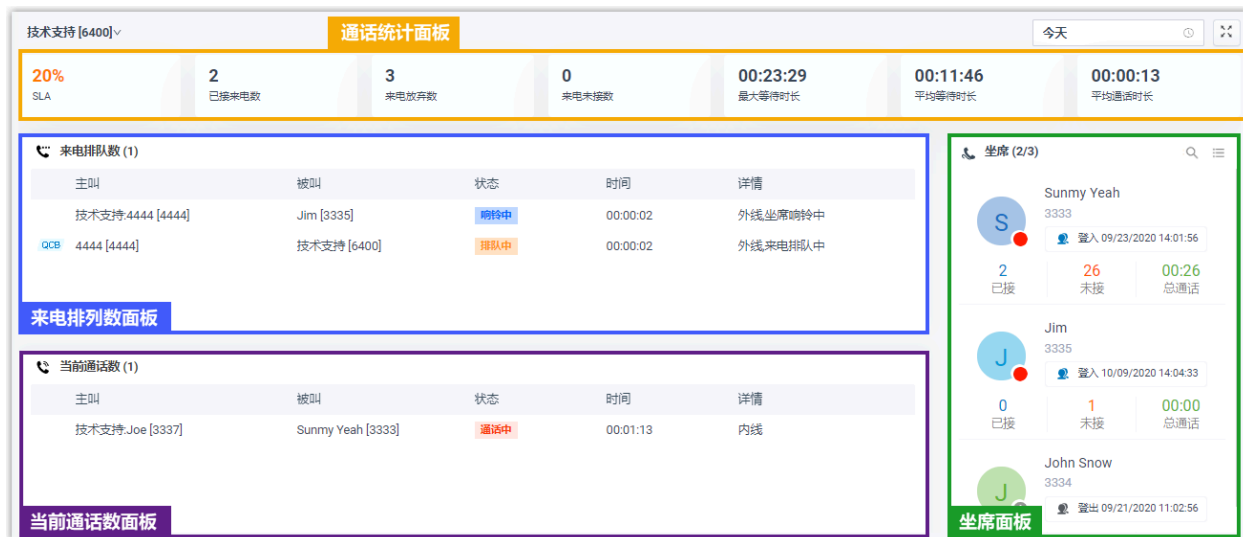 技术支持 [6400]
通话统计面板
今天
20%
SLA
2
已接来电数
3
来电放弃数
0
来电未接数
00:23:29
最大等待时长
00:11:46
平均等待时长
00:00:13
平均通话时长
来电排队数 (1)
主叫 被叫 状态 时间 详情
技术支持:4444 [4444] Jim [3335] 响铃中 00:00:02 外线,坐席响铃中
QCB 4444 [4444] 技术支持 [6400] 排队中 00:00:02 外线,来电排队中
来电排列数面板
当前通话数 (1)
主叫 被叫 状态 时间 详情
技术支持:Joe [3337] Sunmy Yeah [3333] 通话中 00:01:13 内线
当前通话数面板
坐席 (2/3)
S
Sunmy Yeah
3333
登入 09/23/2020 14:01:56
2 26 00:26
已接 未接 总通话
J
Jim
3335
登入 10/09/2020 14:04:33
0 1 00:00
已接 未接 总通话
J
John Snow
3334
登出 09/21/2020 11:02:56
坐席面板